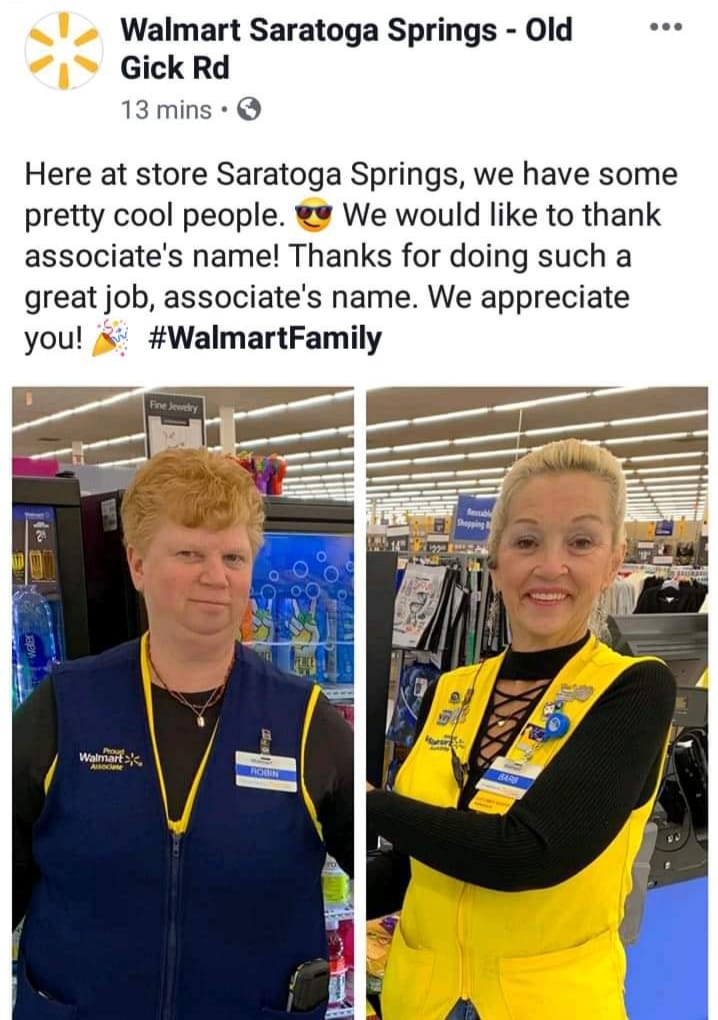 Walmart Saratoga Springs - Old
Gick Rd
13 mins •
Here at store Saratoga Springs, we have some
pretty cool people. 😎 We would like to thank
associate's name! Thanks for doing such a
great job, associate's name. We appreciate
you! 🎉 #WalmartFamily
Fine Jewelry
Proud
Walmart
Associate
ROBIN
Reusable
Shopping B
Walmart
BARB